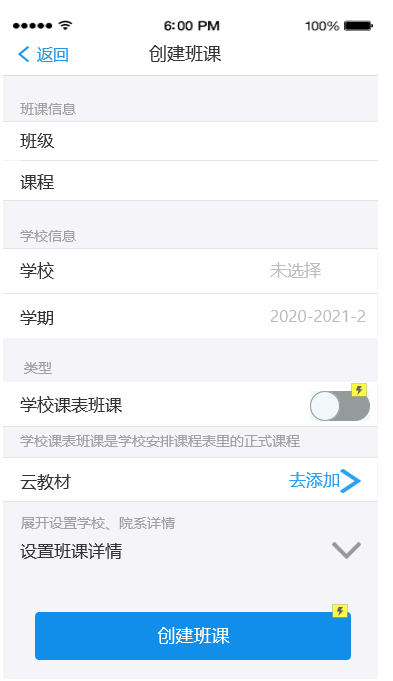 6:00 PM 100%
返回 创建班课
班课信息
班级
课程
学校信息
学校 未选择
学期 2020-2021-2
类型
学校课表班课
学校课表班课是学校安排课程表里的正式课程
云教材 去添加
展开设置学校、院系详情
设置班课详情
创建班课